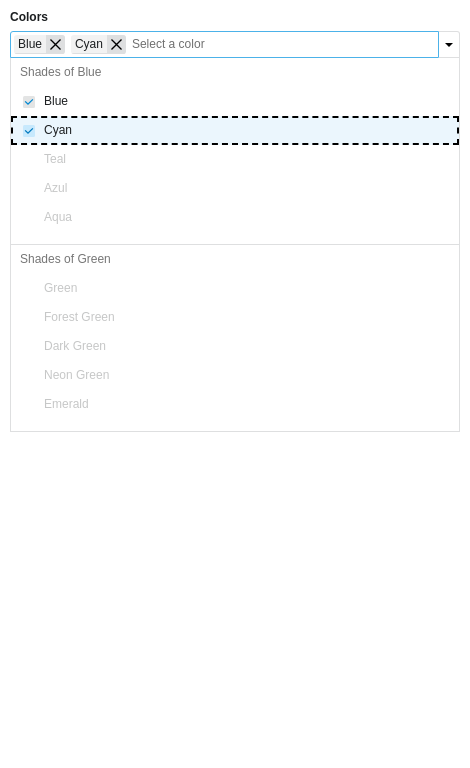 Colors
Blue Cyan Select a color
Shades of Blue
Blue
Cyan
Teal
Azul
Aqua
Shades of Green
Green
Forest Green
Dark Green
Neon Green
Emerald